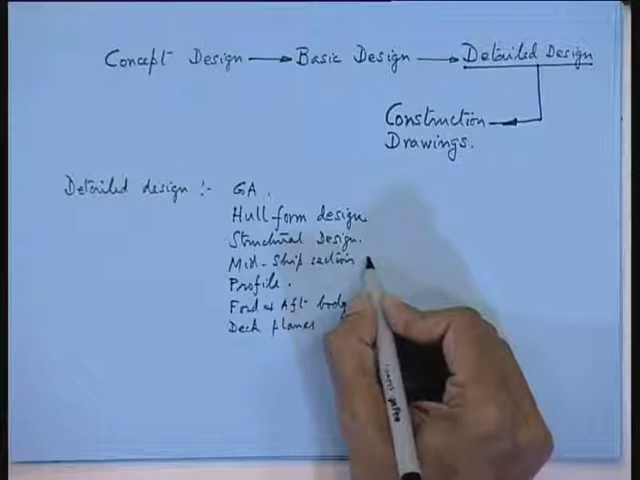 Concept Design → Basic Design → Detailed Design
Construction
Drawings.
Detailed design :- GA.
Hull form design.
Structural Design.
Mid-Ship section
Profile.
Ford & Aft body
Deck planes